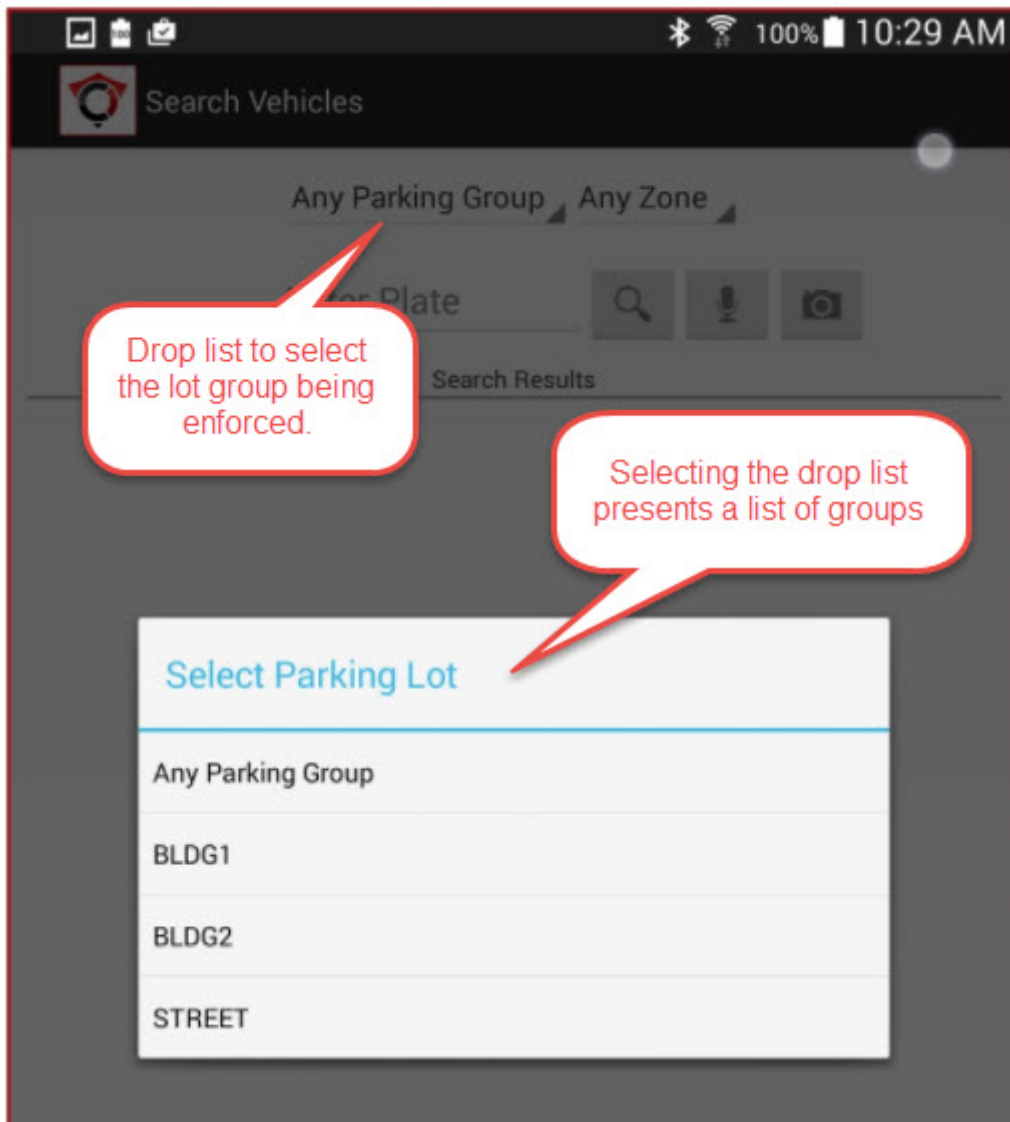 100% 10:29 AM
Search Vehicles
Any Parking Group Any Zone
Plate
Drop list to select
the lot group being
enforced.
Search Results
Selecting the drop list
presents a list of groups
Select Parking Lot
Any Parking Group
BLDG1
BLDG2
STREET